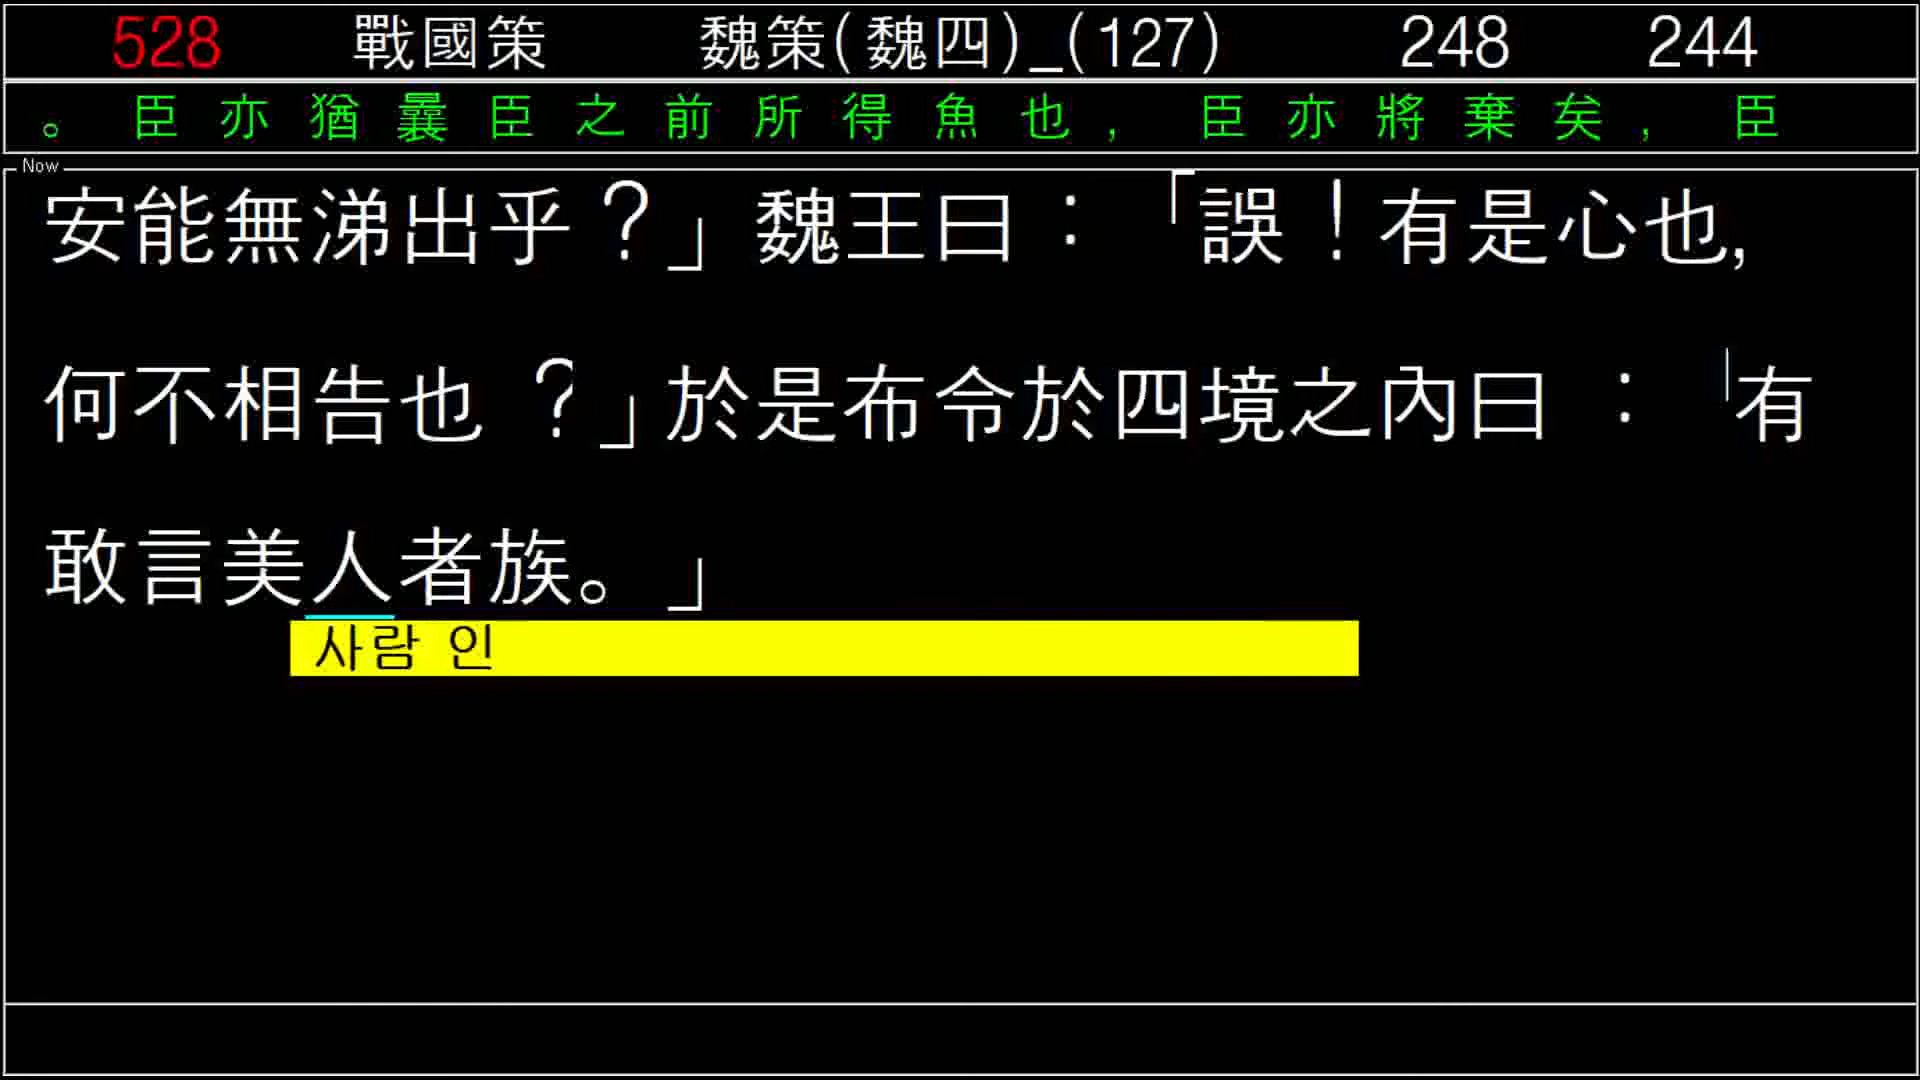 528 戰國策 魏策(魏四)_(127) 248 244
。臣亦猶曩臣之前所得魚也，臣亦將棄矣，臣
Now
安能無涕出乎？」魏王曰：「誤！有是心也,
何不相告也？」於是布令於四境之內曰：「有
敢言美人者族。」
사람 인